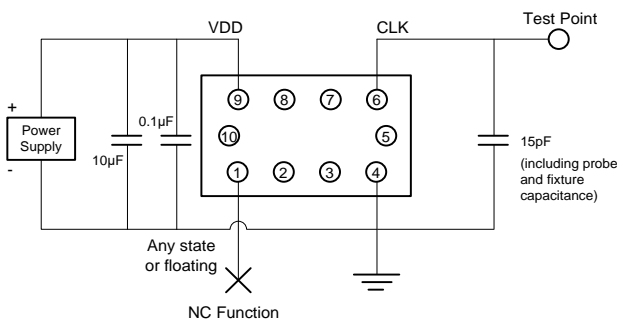 Test Point
VDD
CLK
9
8
7
6
+
Power
Supply
-
10µF
0.1µF
10
5
15pF
(including probe
and fixture
capacitance)
1
2
3
4
Any state
or floating
NC Function